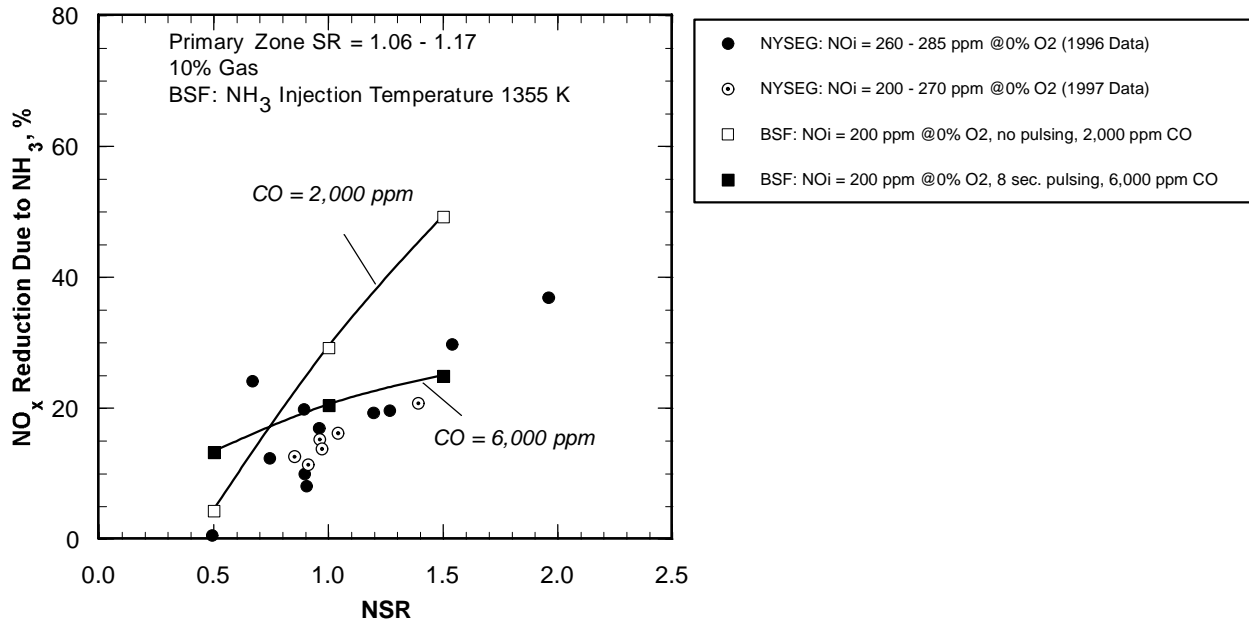 80
60
40
20
0
NOx Reduction Due to NH3, %
Primary Zone SR = 1.06 - 1.17
10% Gas
BSF: NH3 Injection Temperature 1355 K
CO = 2,000 ppm
CO = 6,000 ppm
0.0 0.5 1.0 1.5 2.0 2.5
NSR
NYSEG: NOi = 260 - 285 ppm @0% O2 (1996 Data)
NYSEG: NOi = 200 - 270 ppm @0% O2 (1997 Data)
BSF: NOi = 200 ppm @0% O2, no pulsing, 2,000 ppm CO
BSF: NOi = 200 ppm @0% O2, 8 sec. pulsing, 6,000 ppm CO